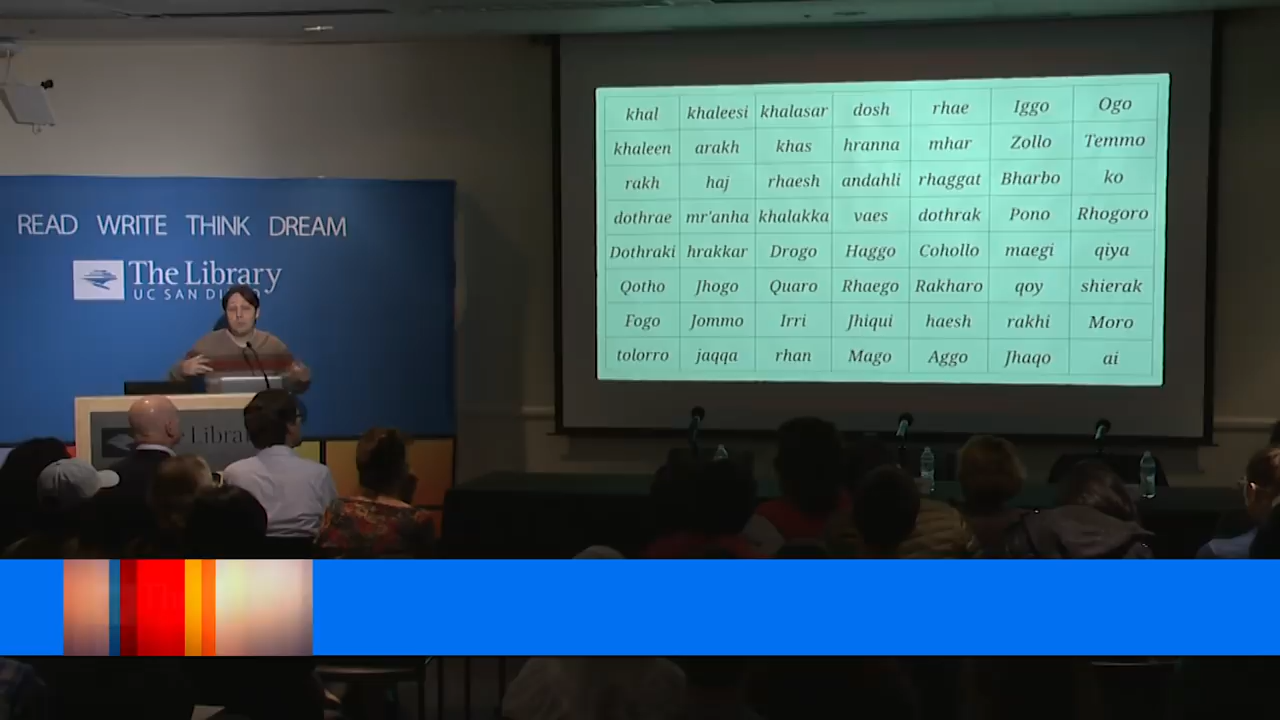 READ WRITE THINK DREAM
The Library
UC SAN DIEGO
khal khaleesi khalasar dosh rhae Iggo Ogo
khaleen arakh khas hranna mhar Zollo Temmo
rakh haj rhaesh andahli rhaggat Bharbo ko
dothrae mr'anha khalakka vaes dothrak Pono Rhogoro
Dothraki hrakkar Drogo Haggo Cohollo maegi qiya
Qotho Jhogo Quaro Rhaego Rakharo qoy shierak
Fogo Jommo Irri Jhiqui haesh rakhi Moro
tolorro jaqqa rhan Mago Aggo Jhaqo ai